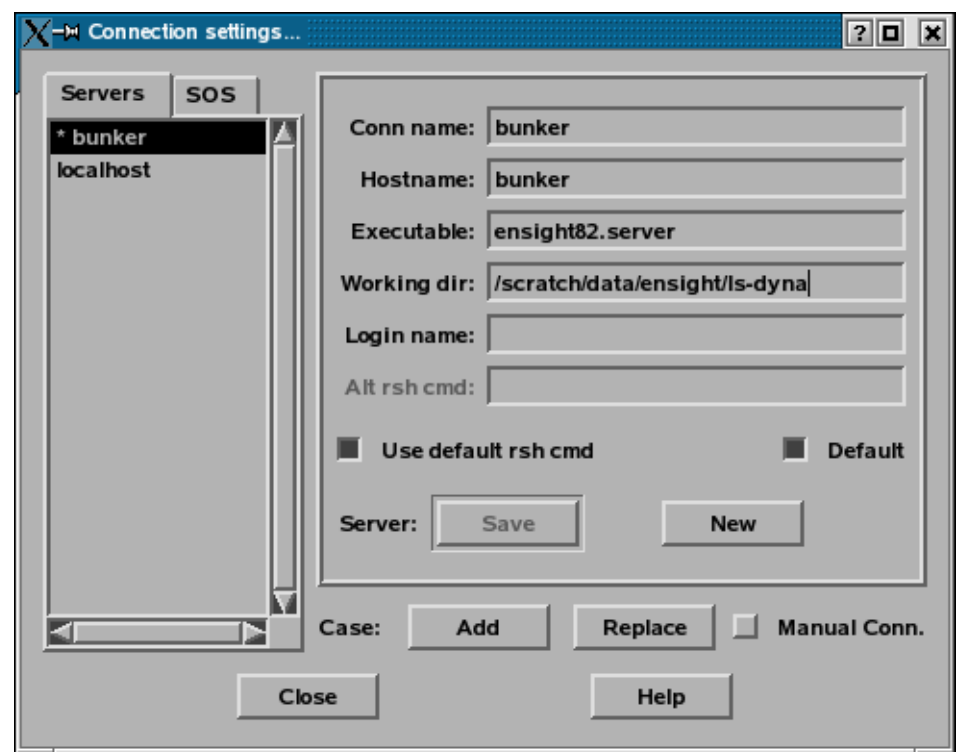 Connection settings...
Servers SOS
* bunker
localhost
Conn name: bunker
Hostname: bunker
Executable: ensight82.server
Working dir: /scratch/data/ensight/ls-dyna
Login name:
Alt rsh cmd:
Use default rsh cmd Default
Server: Save New
Case: Add Replace Manual Conn.
Close Help